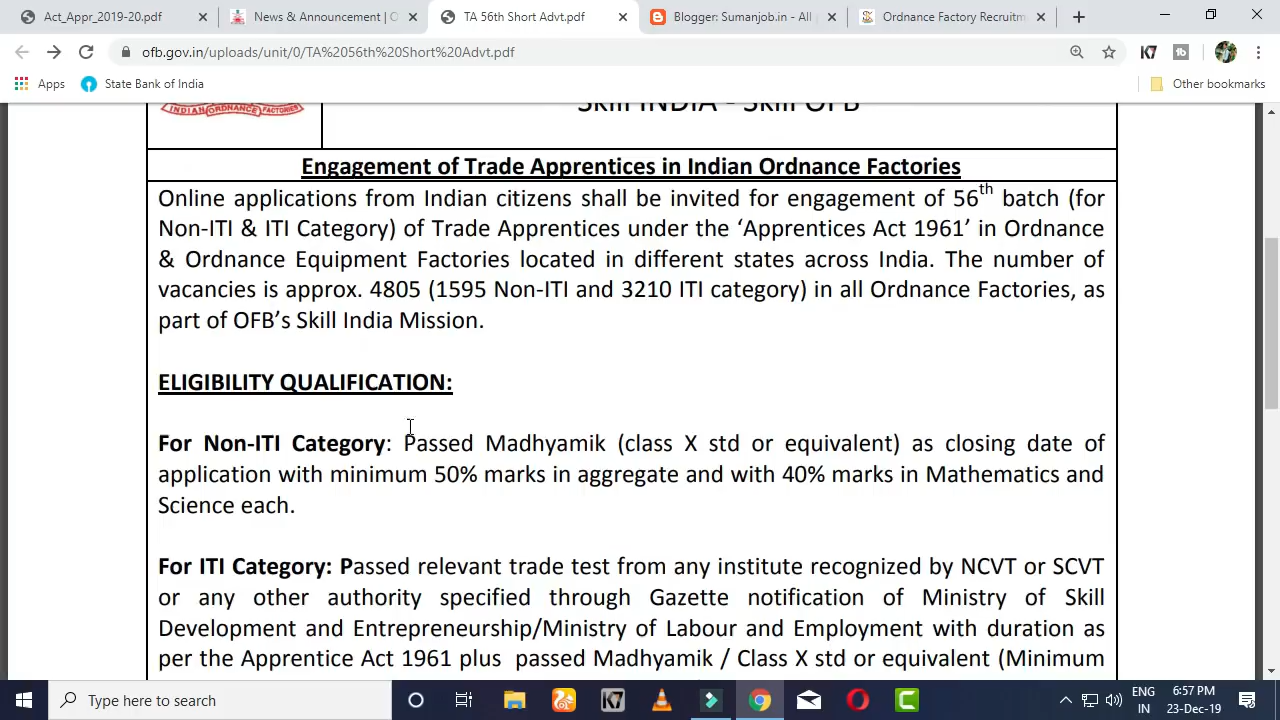 Act_Appr_2019-20.pdf
News & Announcement | O
TA 56th Short Advt.pdf
Blogger: Sumanjob.in - All p
Ordnance Factory Recruitm
ofb.gov.in/uploads/unit/0/TA%2056th%20Short%20Advt.pdf
K7
tb
Apps
State Bank of India
Other bookmarks
INDIAN ORDNANCE FACTORIES
Skill INDIA - Skill OFB
Engagement of Trade Apprentices in Indian Ordnance Factories
Online applications from Indian citizens shall be invited for engagement of 56th batch (for
Non-ITI & ITI Category) of Trade Apprentices under the ‘Apprentices Act 1961’ in Ordnance
& Ordnance Equipment Factories located in different states across India. The number of
vacancies is approx. 4805 (1595 Non-ITI and 3210 ITI category) in all Ordnance Factories, as
part of OFB’s Skill India Mission.
ELIGIBILITY QUALIFICATION:
For Non-ITI Category: Passed Madhyamik (class X std or equivalent) as closing date of
application with minimum 50% marks in aggregate and with 40% marks in Mathematics and
Science each.
For ITI Category: Passed relevant trade test from any institute recognized by NCVT or SCVT
or any other authority specified through Gazette notification of Ministry of Skill
Development and Entrepreneurship/Ministry of Labour and Employment with duration as
per the Apprentice Act 1961 plus passed Madhyamik / Class X std or equivalent (Minimum
Type here to search
K7
ENG
IN
6:57 PM
23-Dec-19